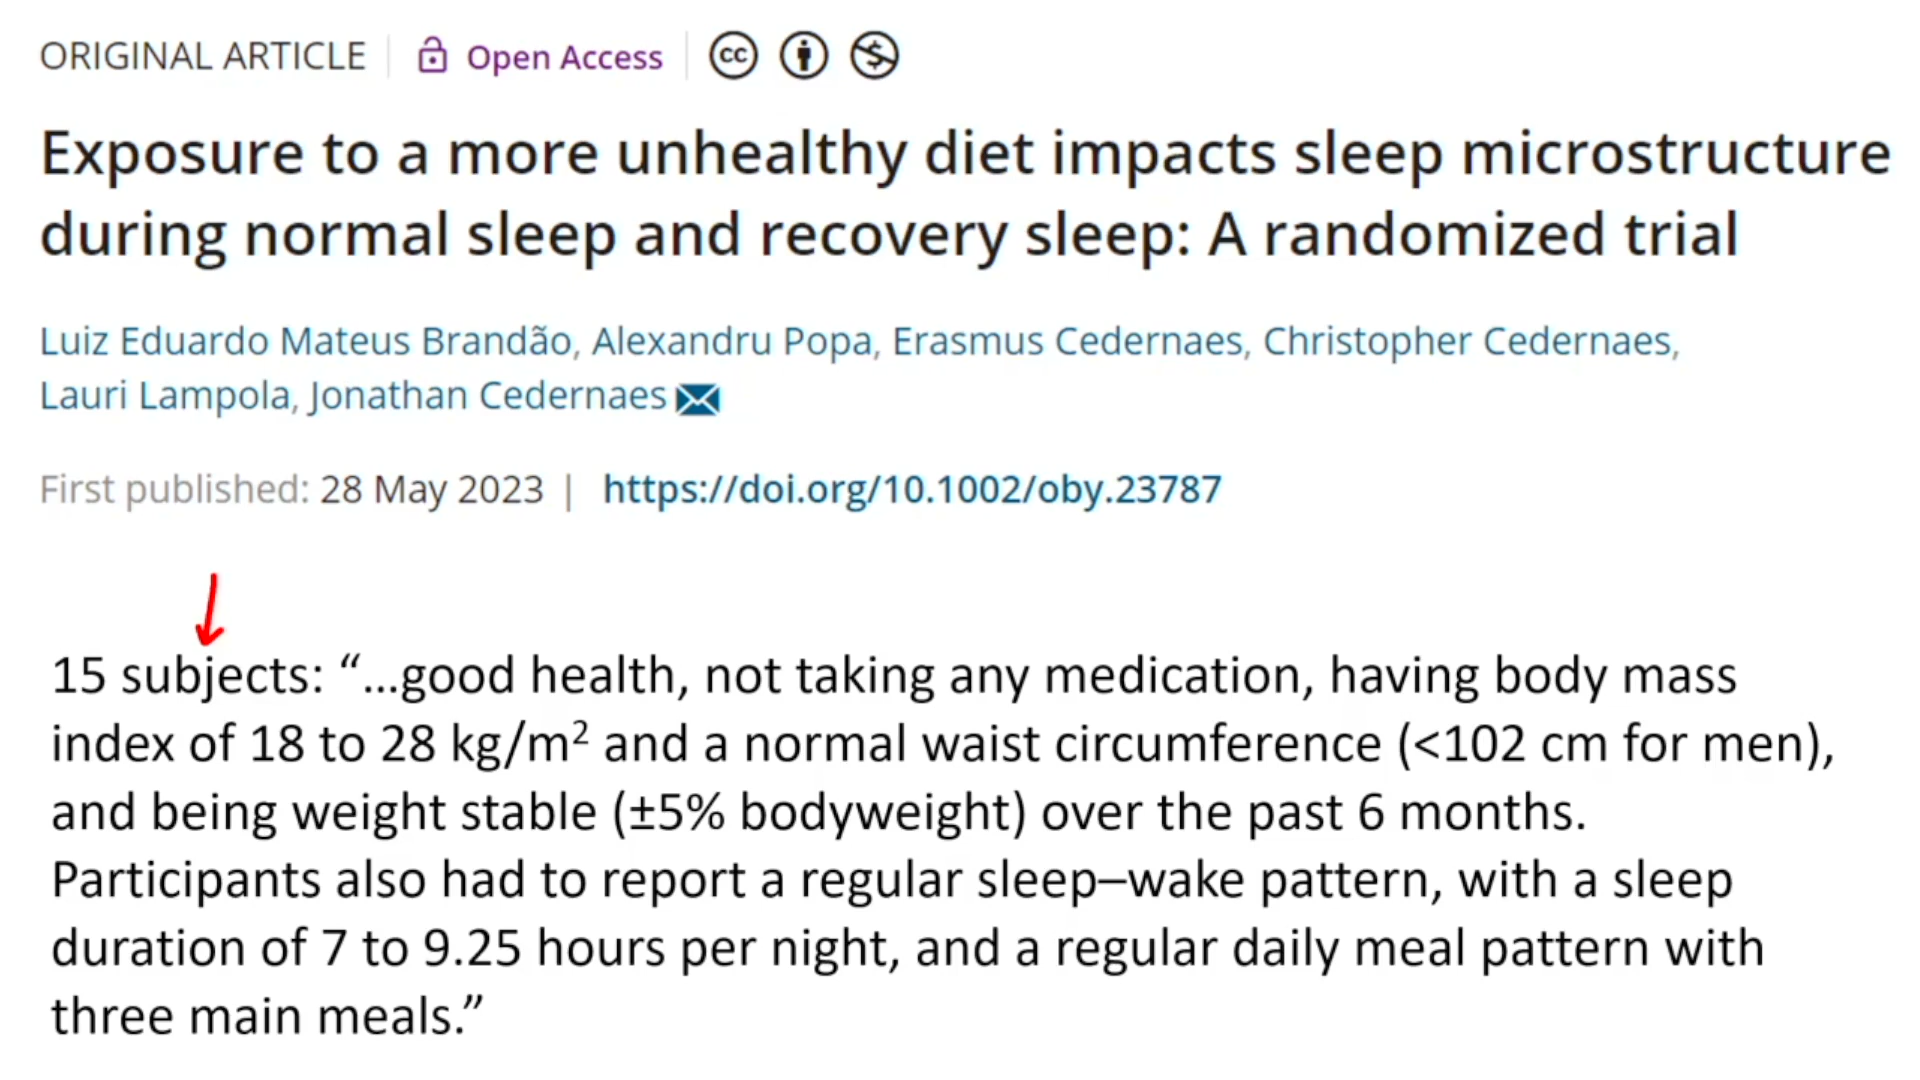 ORIGINAL ARTICLE Open Access cc $
Exposure to a more unhealthy diet impacts sleep microstructure
during normal sleep and recovery sleep: A randomized trial
Luiz Eduardo Mateus Brandão, Alexandru Popa, Erasmus Cedernaes, Christopher Cedernaes,
Lauri Lampola, Jonathan Cedernaes
First published: 28 May 2023 | https://doi.org/10.1002/oby.23787
15 subjects: “...good health, not taking any medication, having body mass
index of 18 to 28 kg/m² and a normal waist circumference (<102 cm for men),
and being weight stable (±5% bodyweight) over the past 6 months.
Participants also had to report a regular sleep–wake pattern, with a sleep
duration of 7 to 9.25 hours per night, and a regular daily meal pattern with
three main meals.”